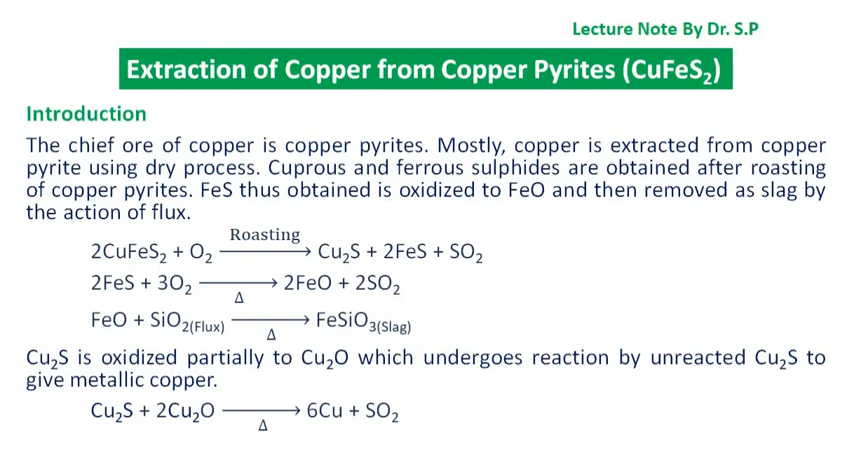 Lecture Note By Dr. S.P
Extraction of Copper from Copper Pyrites (CuFeS₂)
Introduction
The chief ore of copper is copper pyrites. Mostly, copper is extracted from copper
pyrite using dry process. Cuprous and ferrous sulphides are obtained after roasting
of copper pyrites. FeS thus obtained is oxidized to FeO and then removed as slag by
the action of flux.
2CuFeS₂ + O₂ —Roasting→ Cu₂S + 2FeS + SO₂
2FeS + 3O₂ —Δ→ 2FeO + 2SO₂
FeO + SiO₂(Flux) —Δ→ FeSiO₃(Slag)
Cu₂S is oxidized partially to Cu₂O which undergoes reaction by unreacted Cu₂S to
give metallic copper.
Cu₂S + 2Cu₂O —Δ→ 6Cu + SO₂